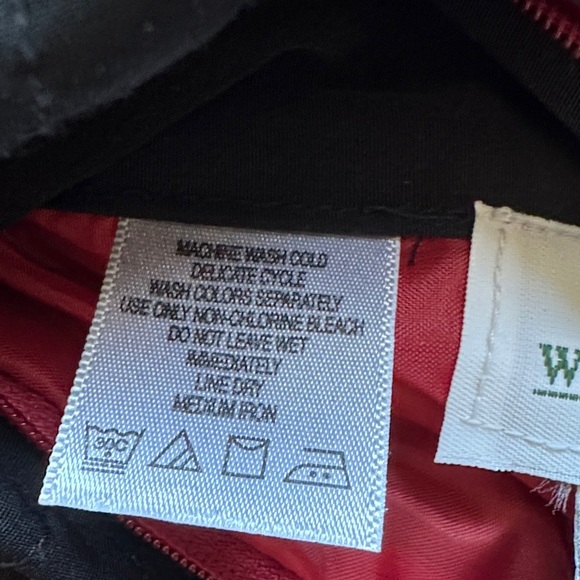 MACHINE WASH COLD
DELICATE CYCLE
WASH COLORS SEPARATELY
USE ONLY NON-CHLORINE BLEACH
DO NOT LEAVE WET
IMMEDIATELY
LINE DRY
MEDIUM IRON
30C
W